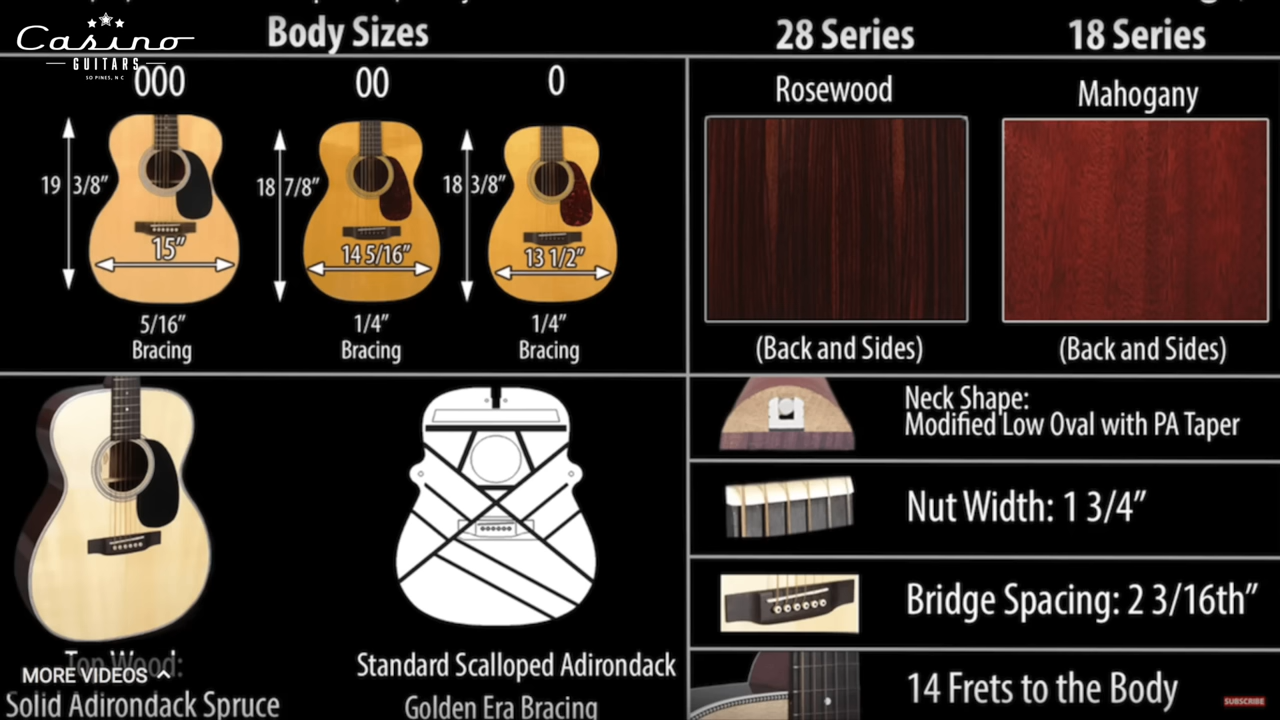 Casino
GUITARS
SO PINES, N C
Body Sizes
28 Series
18 Series
000
00
0
Rosewood
Mahogany
19 3/8”
18 7/8”
18 3/8”
15”
14 5/16”
13 1/2”
5/16”
Bracing
1/4”
Bracing
1/4”
Bracing
(Back and Sides)
(Back and Sides)
Neck Shape:
Modified Low Oval with PA Taper
Nut Width: 1 3/4”
Bridge Spacing: 2 3/16th”
14 Frets to the Body
Top Wood:
MORE VIDEOS
Solid Adirondack Spruce
Standard Scalloped Adirondack
Golden Era Bracing
SUBSCRIBE